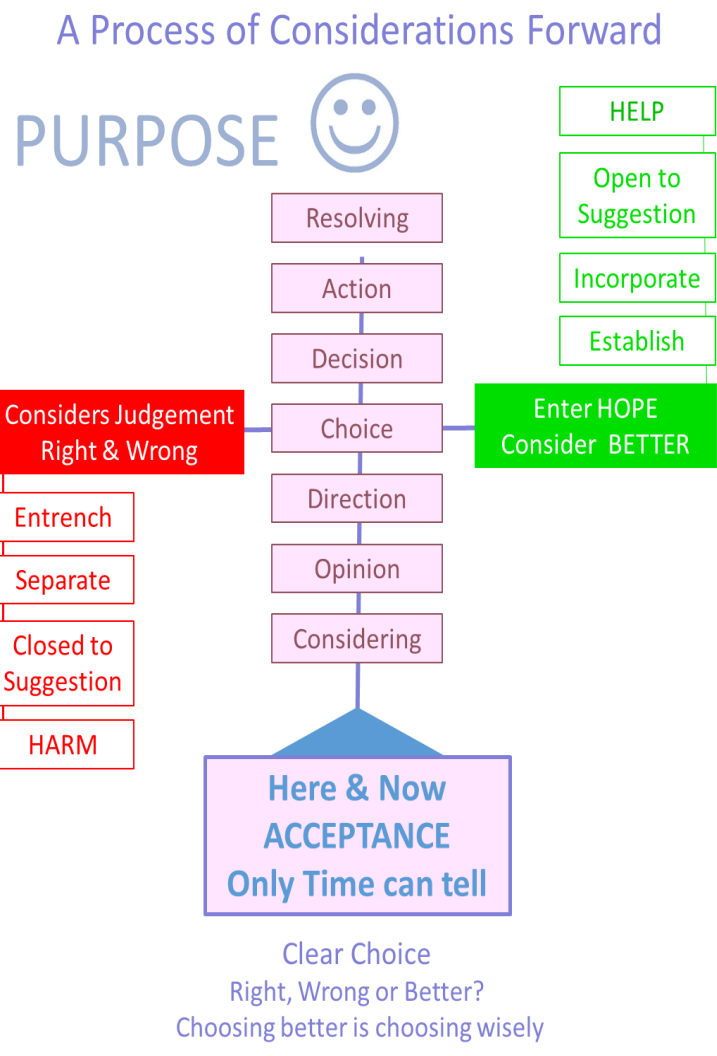 A Process of Considerations Forward
PURPOSE
HELP
Open to
Suggestion
Incorporate
Establish
Enter HOPE
Consider BETTER
Resolving
Action
Decision
Choice
Direction
Opinion
Considering
Considers Judgement
Right & Wrong
Entrench
Separate
Closed to
Suggestion
HARM
Here & Now
ACCEPTANCE
Only Time can tell
Clear Choice
Right, Wrong or Better?
Choosing better is choosing wisely